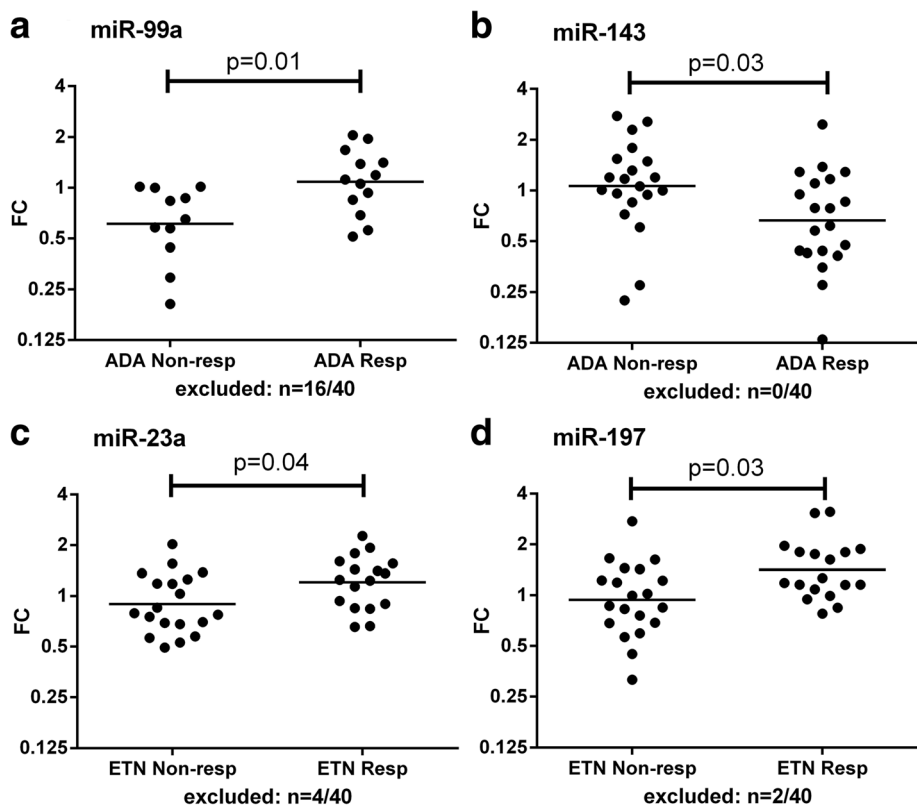 a
miR-99a
p=0.01
4
2
1
0.5
0.25
0.125
FC
ADA Non-resp
ADA Resp
excluded: n=16/40
b
miR-143
p=0.03
4
2
1
0.5
0.25
0.125
FC
ADA Non-resp
ADA Resp
excluded: n=0/40
c
miR-23a
p=0.04
4
2
1
0.5
0.25
0.125
FC
ETN Non-resp
ETN Resp
excluded: n=4/40
d
miR-197
p=0.03
4
2
1
0.5
0.25
0.125
FC
ETN Non-resp
ETN Resp
excluded: n=2/40